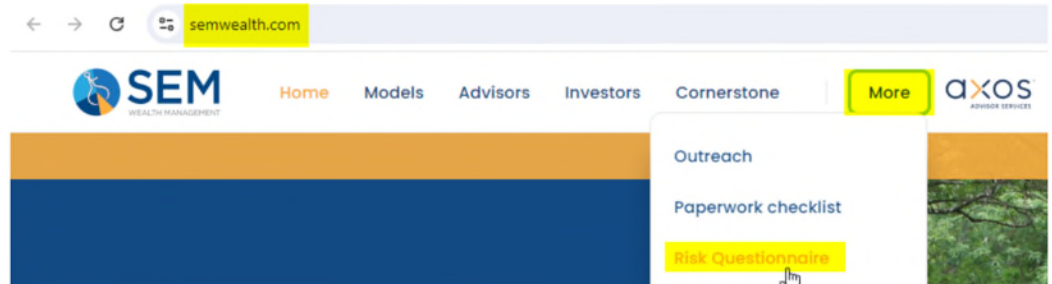 semwealth.com
SEM
WEALTH MANAGEMENT
Home Models Advisors Investors Cornerstone More
axos
ADVISOR SERVICES
Outreach
Paperwork checklist
Risk Questionnaire